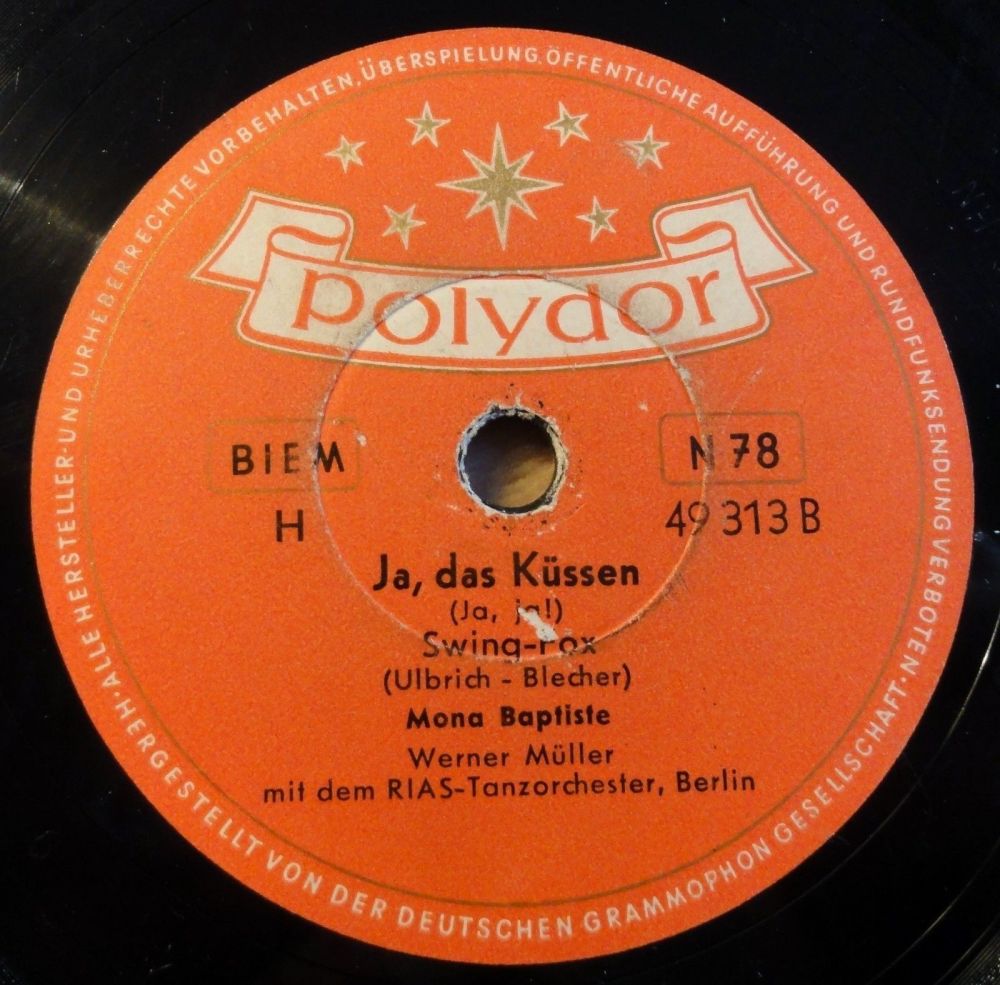 ALLE HERSTELLER- UND URHEBERRECHTE VORBEHALTEN, ÜBERSPIELUNG. ÖFFENTLICHE AUFFÜHRUNG UND RUNDFUNKSENDUNG VERBOTEN
polydor
BIEM
N 78
H
49 313 B
Ja, das Küssen
(Ja, ja!)
Swing-Fox
(Ulbrich - Blecher)
Mona Baptiste
Werner Müller
mit dem RIAS-Tanzorchester, Berlin
· HERGESTELLT VON DER DEUTSCHEN GRAMMOPHON GESELLSCHAFT ·